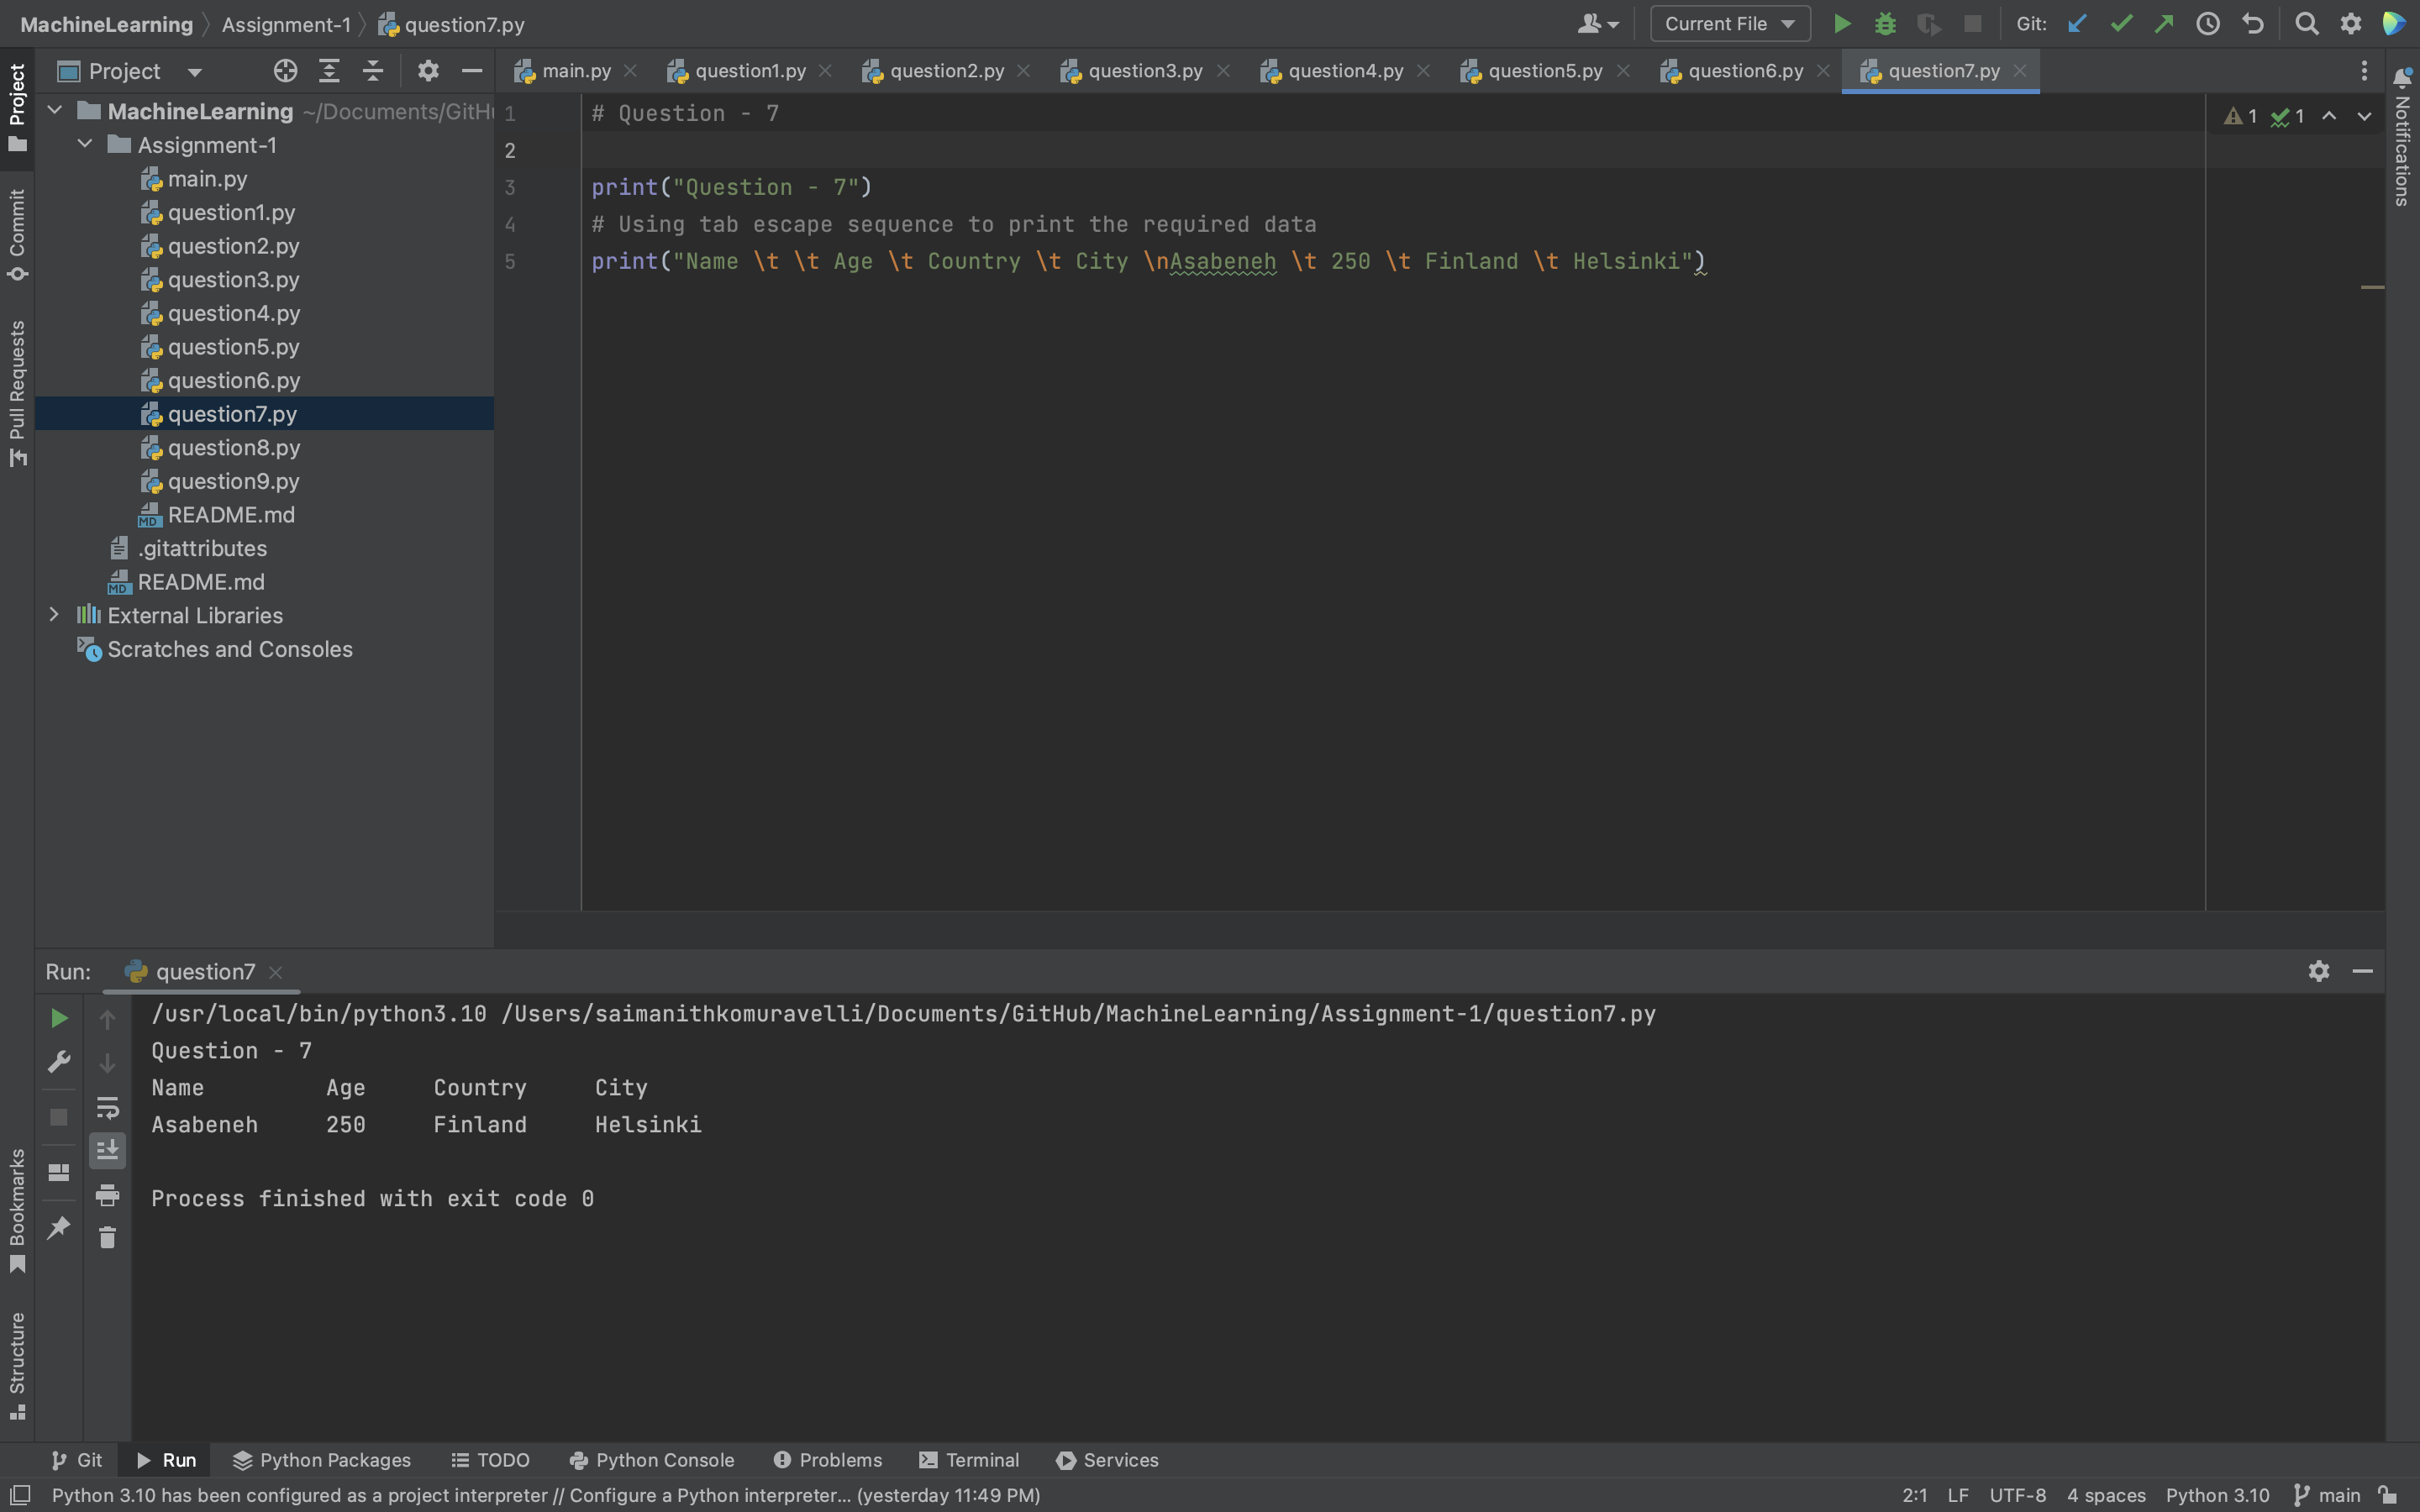 MachineLearning Assignment-1 question7.py
Current File
Git:
Project
main.py question1.py question2.py question3.py question4.py question5.py question6.py question7.py
MachineLearning ~/Documents/GitHu
Assignment-1
main.py
question1.py
question2.py
question3.py
question4.py
question5.py
question6.py
question7.py
question8.py
question9.py
README.md
.gitattributes
README.md
External Libraries
Scratches and Consoles
Project
Commit
Pull Requests
Bookmarks
Structure
1 # Question - 7
2
3 print("Question - 7")
4 # Using tab escape sequence to print the required data
5 print("Name \t \t Age \t Country \t City \nAsabeneh \t 250 \t Finland \t Helsinki")
1 1
Notifications
Run: question7
/usr/local/bin/python3.10 /Users/saimanithkomuravelli/Documents/GitHub/MachineLearning/Assignment-1/question7.py
Question - 7
Name Age Country City
Asabeneh 250 Finland Helsinki
Process finished with exit code 0
Git Run Python Packages TODO Python Console Problems Terminal Services
Python 3.10 has been configured as a project interpreter // Configure a Python interpreter... (yesterday 11:49 PM)
2:1 LF UTF-8 4 spaces Python 3.10 main